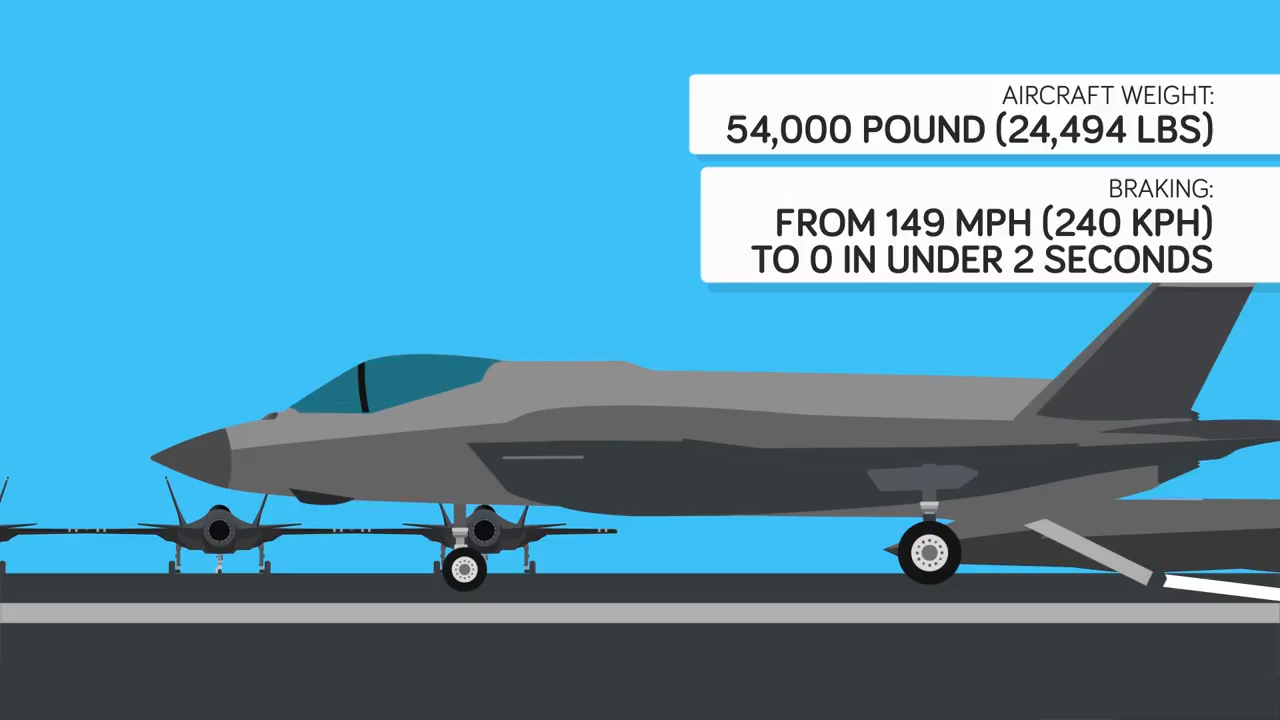 AIRCRAFT WEIGHT:
54,000 POUND (24,494 LBS)
BRAKING:
FROM 149 MPH (240 KPH)
TO 0 IN UNDER 2 SECONDS